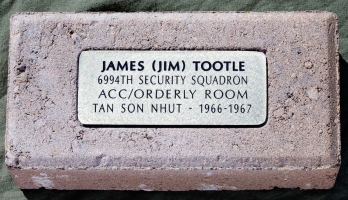 JAMES (JIM) TOOTLE
6994TH SECURITY SQUADRON
ACC/ORDERLY ROOM
TAN SON NHUT - 1966-1967